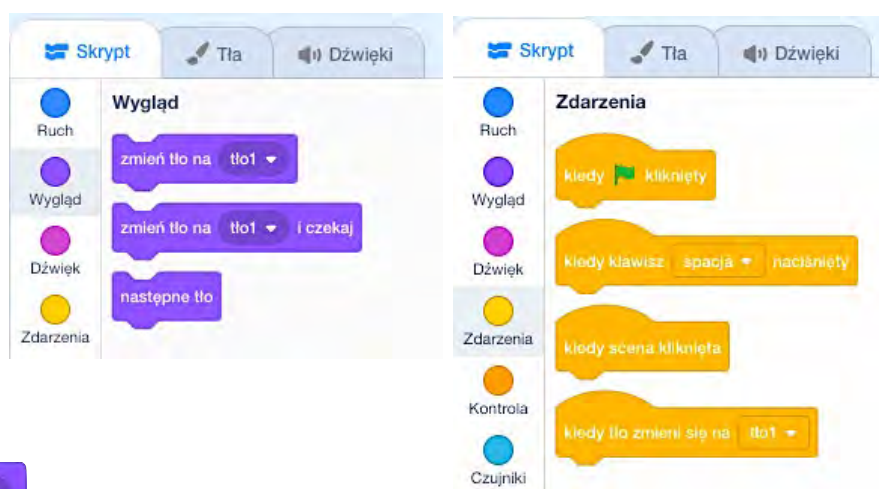 Skrypt
Tła
Dźwięki
Ruch
Wygląd
Dźwięk
Zdarzenia
Wygląd
zmień tło na tło1
zmień tło na tło1 i czekaj
następne tło
Skrypt
Tła
Dźwięki
Ruch
Wygląd
Dźwięk
Zdarzenia
Kontrola
Czujniki
Zdarzenia
kiedy kliknięty
kiedy klawisz spacja naciśnięty
kiedy scena kliknięta
kiedy tło zmieni się na tło1